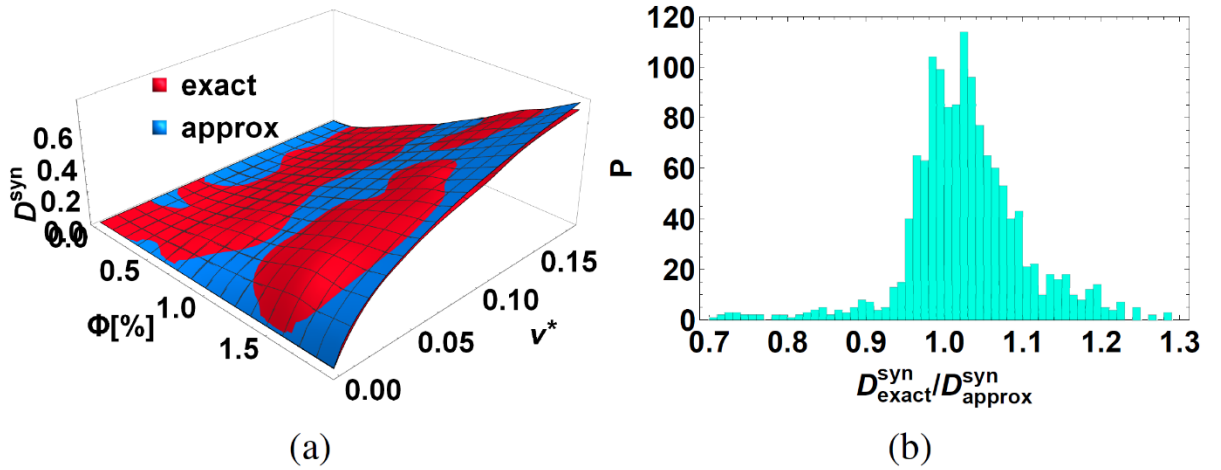 exact
approx
D^syn
0.6
0.4
0.2
0.0
0.0
0.5
1.0
1.5
Φ[%]
0.00
0.05
0.10
0.15
v*
(a)
P
120
100
80
60
40
20
0
0.7 0.8 0.9 1.0 1.1 1.2 1.3
D^syn_exact/D^syn_approx
(b)